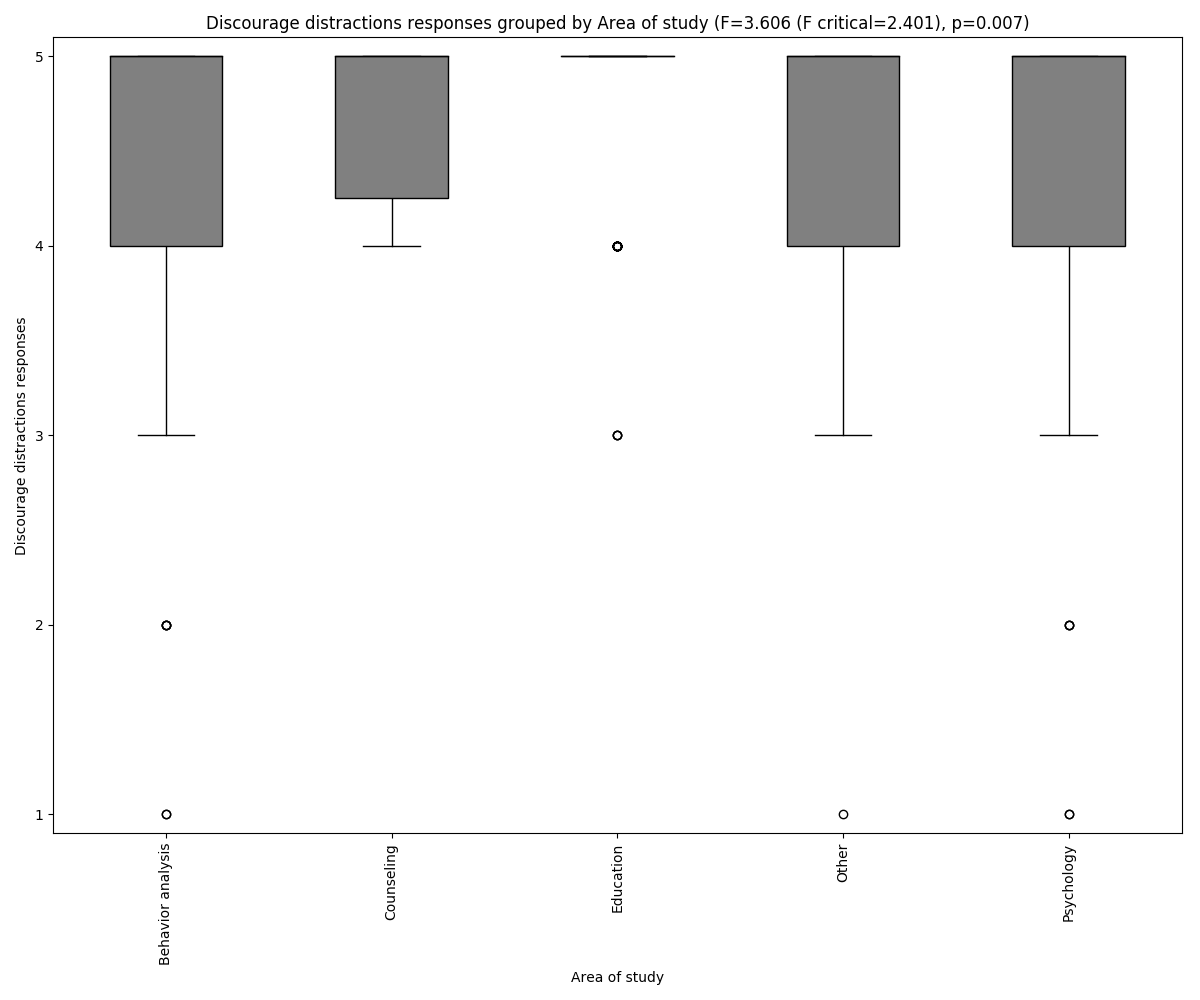 Discourage distractions responses grouped by Area of study (F=3.606 (F critical=2.401), p=0.007)
Discourage distractions responses
5
4
3
2
1
Behavior analysis
Counseling
Education
Other
Psychology
Area of study